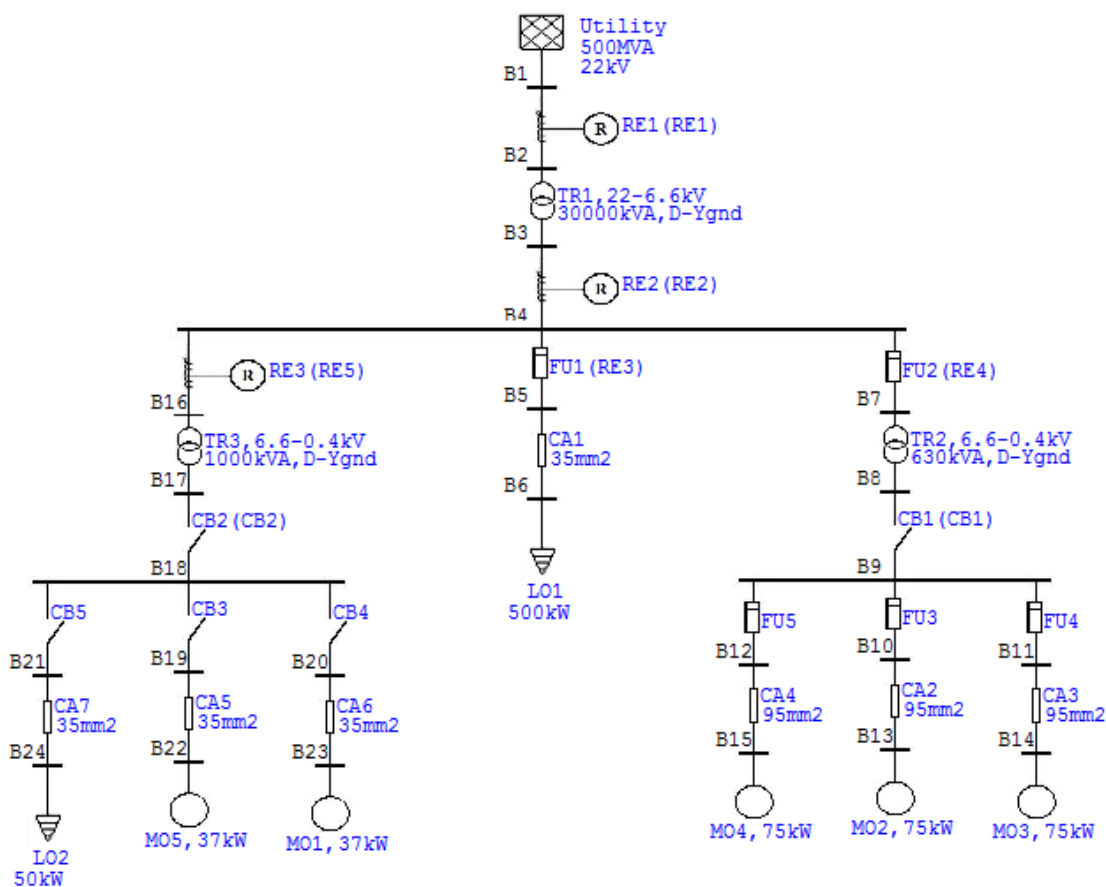 Utility
500MVA
22kV
B1
R
RE1(RE1)
B2
TR1,22-6.6kV
30000kVA,D-Ygnd
B3
R
RE2(RE2)
B4
R
RE3(RE5)
FU1(RE3)
FU2(RE4)
B16
B5
B7
TR3,6.6-0.4kV
1000kVA,D-Ygnd
CA1
35mm2
TR2,6.6-0.4kV
630kVA,D-Ygnd
B17
B6
B8
CB2(CB2)
CB1(CB1)
B18
B9
LO1
500kW
CB5
CB3
CB4
FU5
FU3
FU4
B21
B19
B20
B12
B10
B11
CA7
35mm2
CA5
35mm2
CA6
35mm2
CA4
95mm2
CA2
95mm2
CA3
95mm2
B24
B22
B23
B15
B13
B14
MO5,37kW
MO1,37kW
MO4,75kW
MO2,75kW
MO3,75kW
LO2
50kW